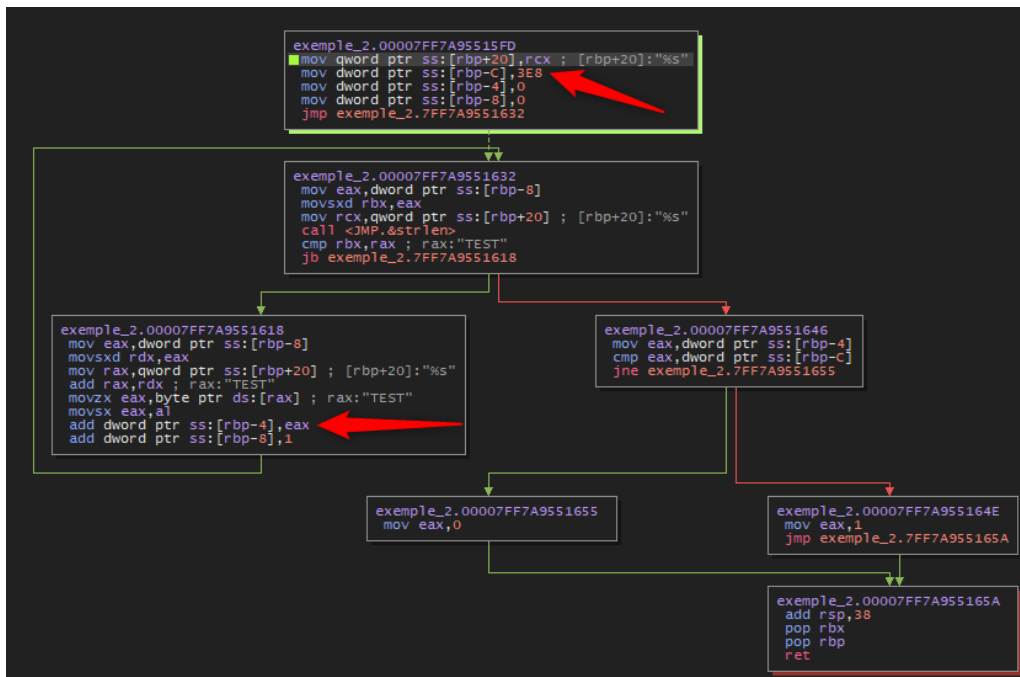 exemple_2.00007FF7A95515FD
mov qword ptr ss:[rbp+20],rcx ; [rbp+20]:"%s"
mov dword ptr ss:[rbp-C],3E8
mov dword ptr ss:[rbp-4],0
mov dword ptr ss:[rbp-8],0
jmp exemple_2.7FF7A9551632
exemple_2.00007FF7A9551632
mov eax,dword ptr ss:[rbp-8]
movsxd rbx,eax
mov rcx,qword ptr ss:[rbp+20] ; [rbp+20]:"%s"
call <JMP.&strlen>
cmp rbx,rax ; rax:"TEST"
jb exemple_2.7FF7A9551618
exemple_2.00007FF7A9551618
mov eax,dword ptr ss:[rbp-8]
movsxd rdx,eax
mov rax,qword ptr ss:[rbp+20] ; [rbp+20]:"%s"
add rax,rdx ; rax:"TEST"
movzx eax,byte ptr ds:[rax] ; rax:"TEST"
movsx eax,al
add dword ptr ss:[rbp-4],eax
add dword ptr ss:[rbp-8],1
exemple_2.00007FF7A9551646
mov eax,dword ptr ss:[rbp-4]
cmp eax,dword ptr ss:[rbp-C]
jne exemple_2.7FF7A9551655
exemple_2.00007FF7A9551655
mov eax,0
exemple_2.00007FF7A955164E
mov eax,1
jmp exemple_2.7FF7A955165A
exemple_2.00007FF7A955165A
add rsp,38
pop rbx
pop rbp
ret